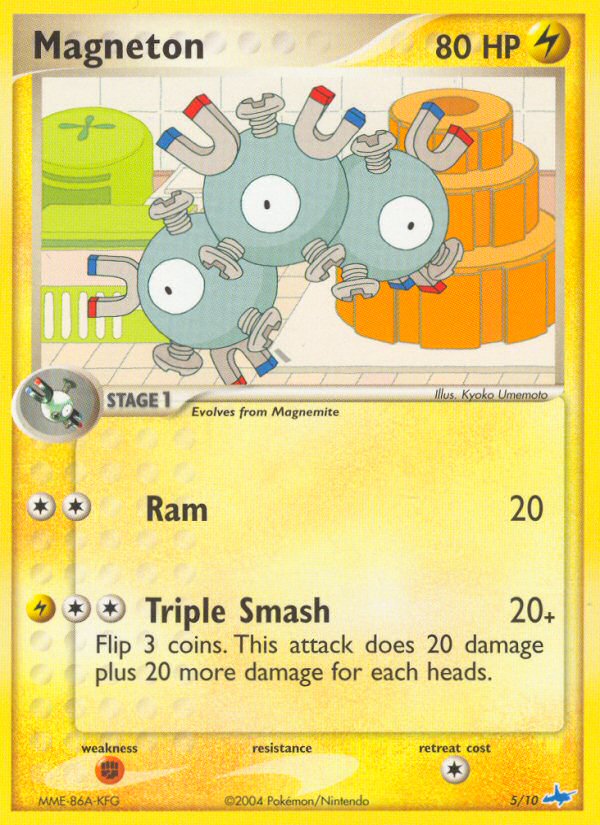 Magneton 80 HP
Illus. Kyoko Umemoto
STAGE 1
Evolves from Magnemite
Ram 20
Triple Smash 20+
Flip 3 coins. This attack does 20 damage
plus 20 more damage for each heads.
weakness resistance retreat cost
MME-86A-KFG ©2004 Pokémon/Nintendo 5/10